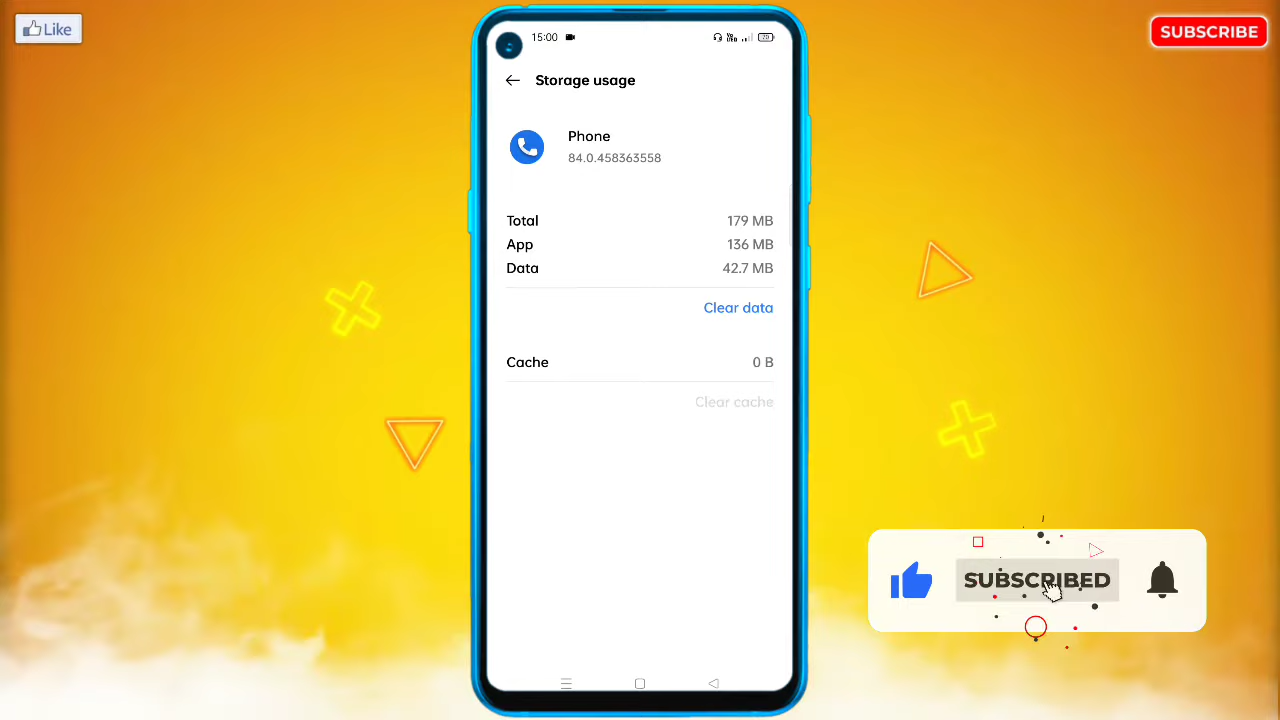 Like
SUBSCRIBE
15:00
79
Storage usage
Phone
84.0.458363558
Total 179 MB
App 136 MB
Data 42.7 MB
Clear data
Cache 0 B
Clear cache
SUBSCRIBED